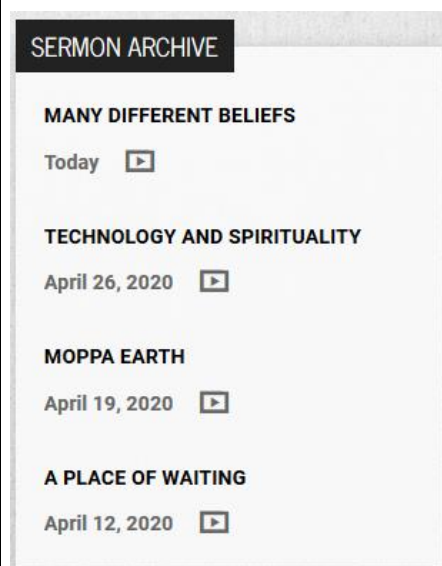 SERMON ARCHIVE
MANY DIFFERENT BELIEFS
Today
TECHNOLOGY AND SPIRITUALITY
April 26, 2020
MOPPA EARTH
April 19, 2020
A PLACE OF WAITING
April 12, 2020